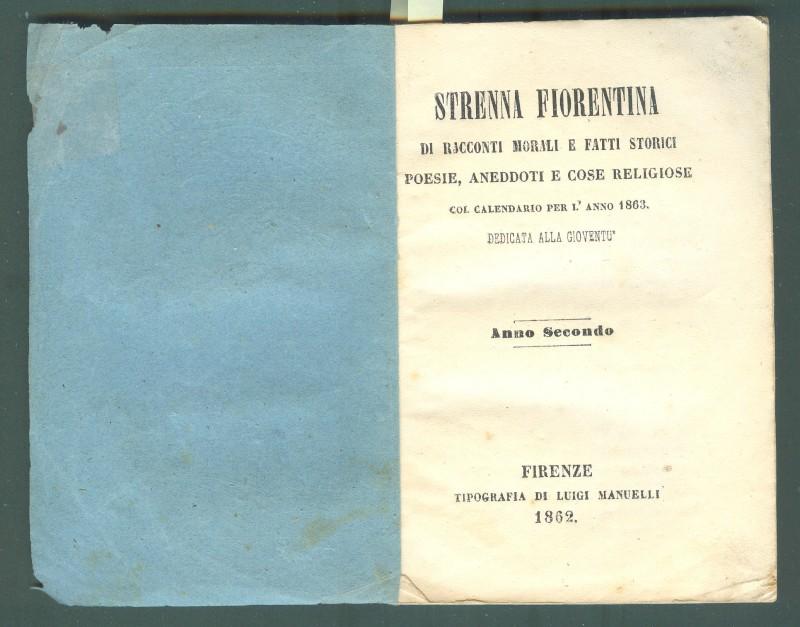 STRENNA FIORENTINA
DI RACCONTI MORALI E FATTI STORICI
POESIE, ANEDDOTI E COSE RELIGIOSE
COL CALENDARIO PER L' ANNO 1863.
DEDICATA ALLA GIOVENTU'
Anno Secondo
FIRENZE
TIPOGRAFIA DI LUIGI MANUELLI
1862.